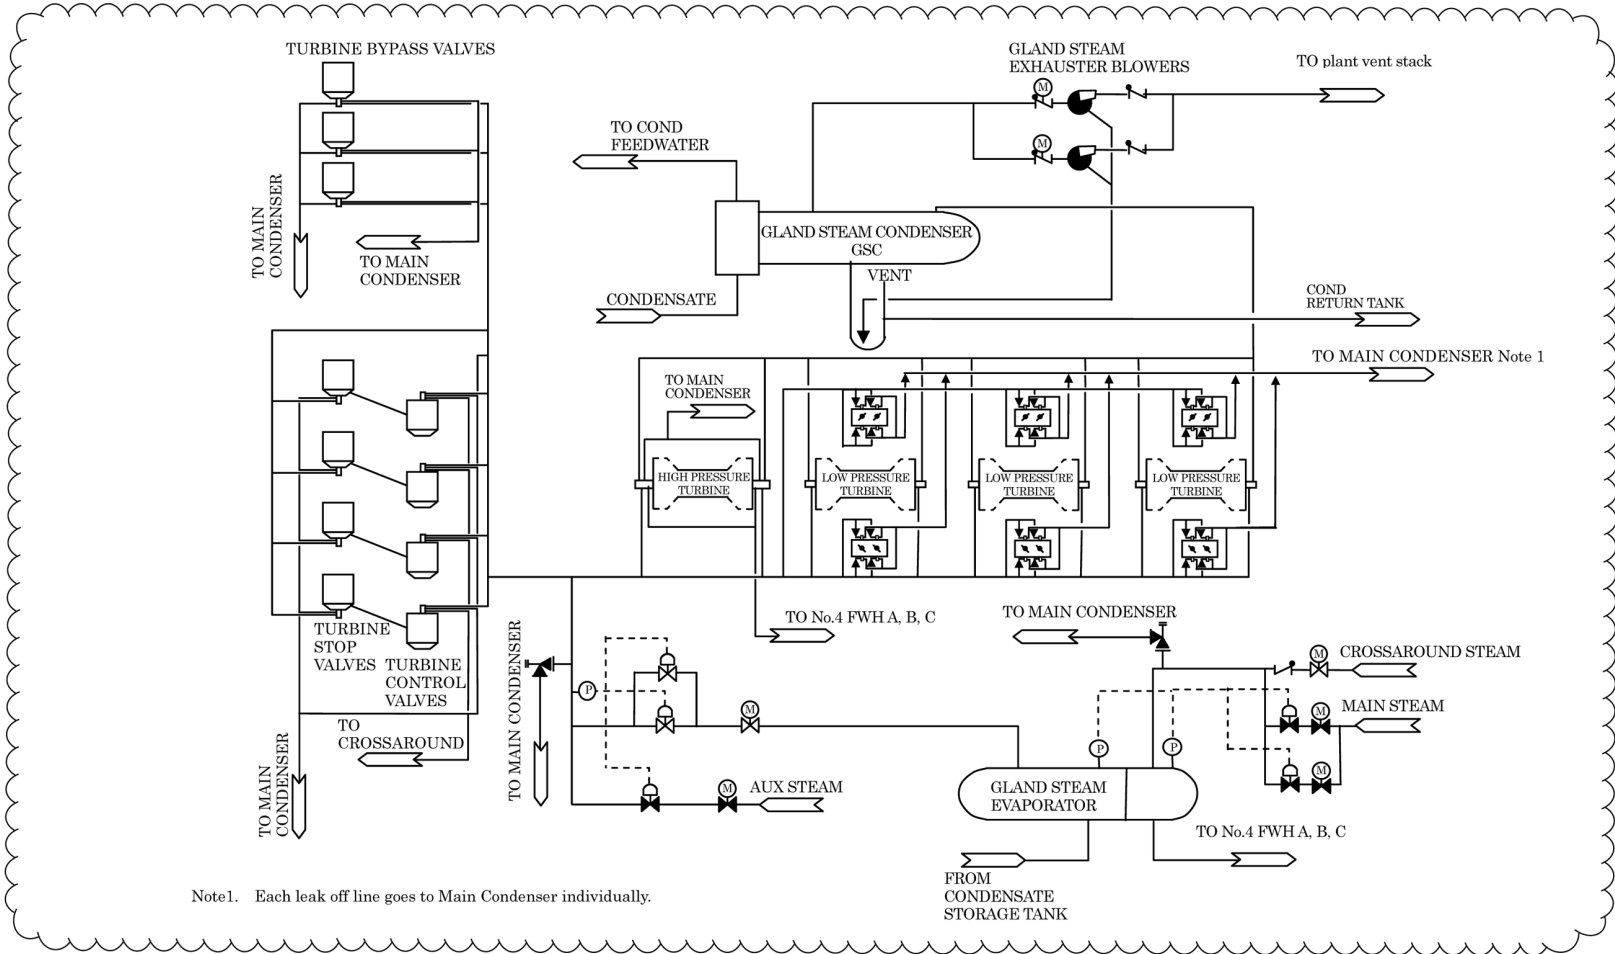 TURBINE BYPASS VALVES
GLAND STEAM
EXHAUSTER BLOWERS
TO plant vent stack
M
M
TO COND
FEEDWATER
TO MAIN
CONDENSER
TO MAIN
CONDENSER
GLAND STEAM CONDENSER
GSC
VENT
CONDENSATE
COND
RETURN TANK
TO MAIN CONDENSER Note 1
TO MAIN
CONDENSER
HIGH PRESSURE
TURBINE
LOW PRESSURE
TURBINE
LOW PRESSURE
TURBINE
LOW PRESSURE
TURBINE
TURBINE
STOP
VALVES
TURBINE
CONTROL
VALVES
TO
CROSSAROUND
TO MAIN
CONDENSER
TO No.4 FWH A, B, C
TO MAIN CONDENSER
P
M
M
AUX STEAM
TO MAIN CONDENSER
M
CROSSAROUND STEAM
M
MAIN STEAM
M
P
P
GLAND STEAM
EVAPORATOR
TO No.4 FWH A, B, C
FROM
CONDENSATE
STORAGE TANK
Note1. Each leak off line goes to Main Condenser individually.